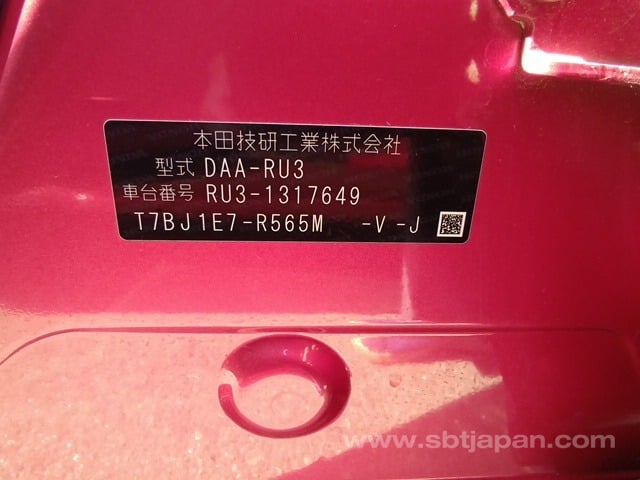 本田技研工業株式会社
型式 DAA-RU3
車台番号 RU3-1317649
T7BJ1E7-R565M -V -J
www.sbtjapan.com